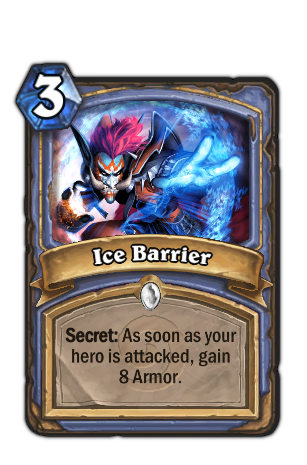 3
Ice Barrier
Secret: As soon as your
hero is attacked, gain
8 Armor.